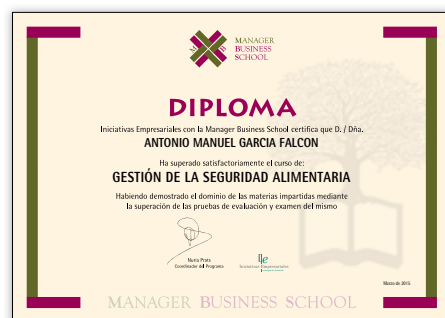 MANAGER
BUSINESS
SCHOOL
M B
DIPLOMA
Iniciativas Empresariales con la Manager Business School certifica que D. / Dña.
ANTONIO MANUEL GARCIA FALCON
Ha superado satisfactoriamente el curso de:
GESTIÓN DE LA SEGURIDAD ALIMENTARIA
Habiendo demostrado el dominio de las materias impartidas mediante
la superación de las pruebas de evaluación y examen del mismo
Nuria Prats
Coordinador del Programa
Iniciativas Empresariales
Marzo de 2015
MANAGER BUSINESS SCHOOL